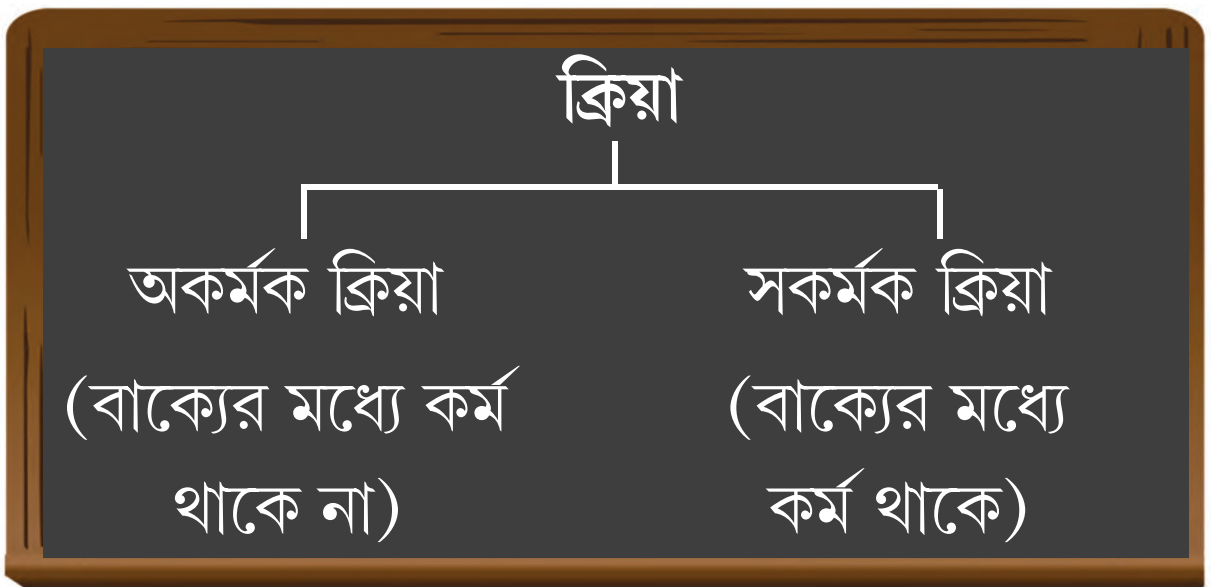 ক্রিয়া
অকর্মক ক্রিয়া
(বাক্যের মধ্যে কর্ম
থাকে না)
সকর্মক ক্রিয়া
(বাক্যের মধ্যে
কর্ম থাকে)